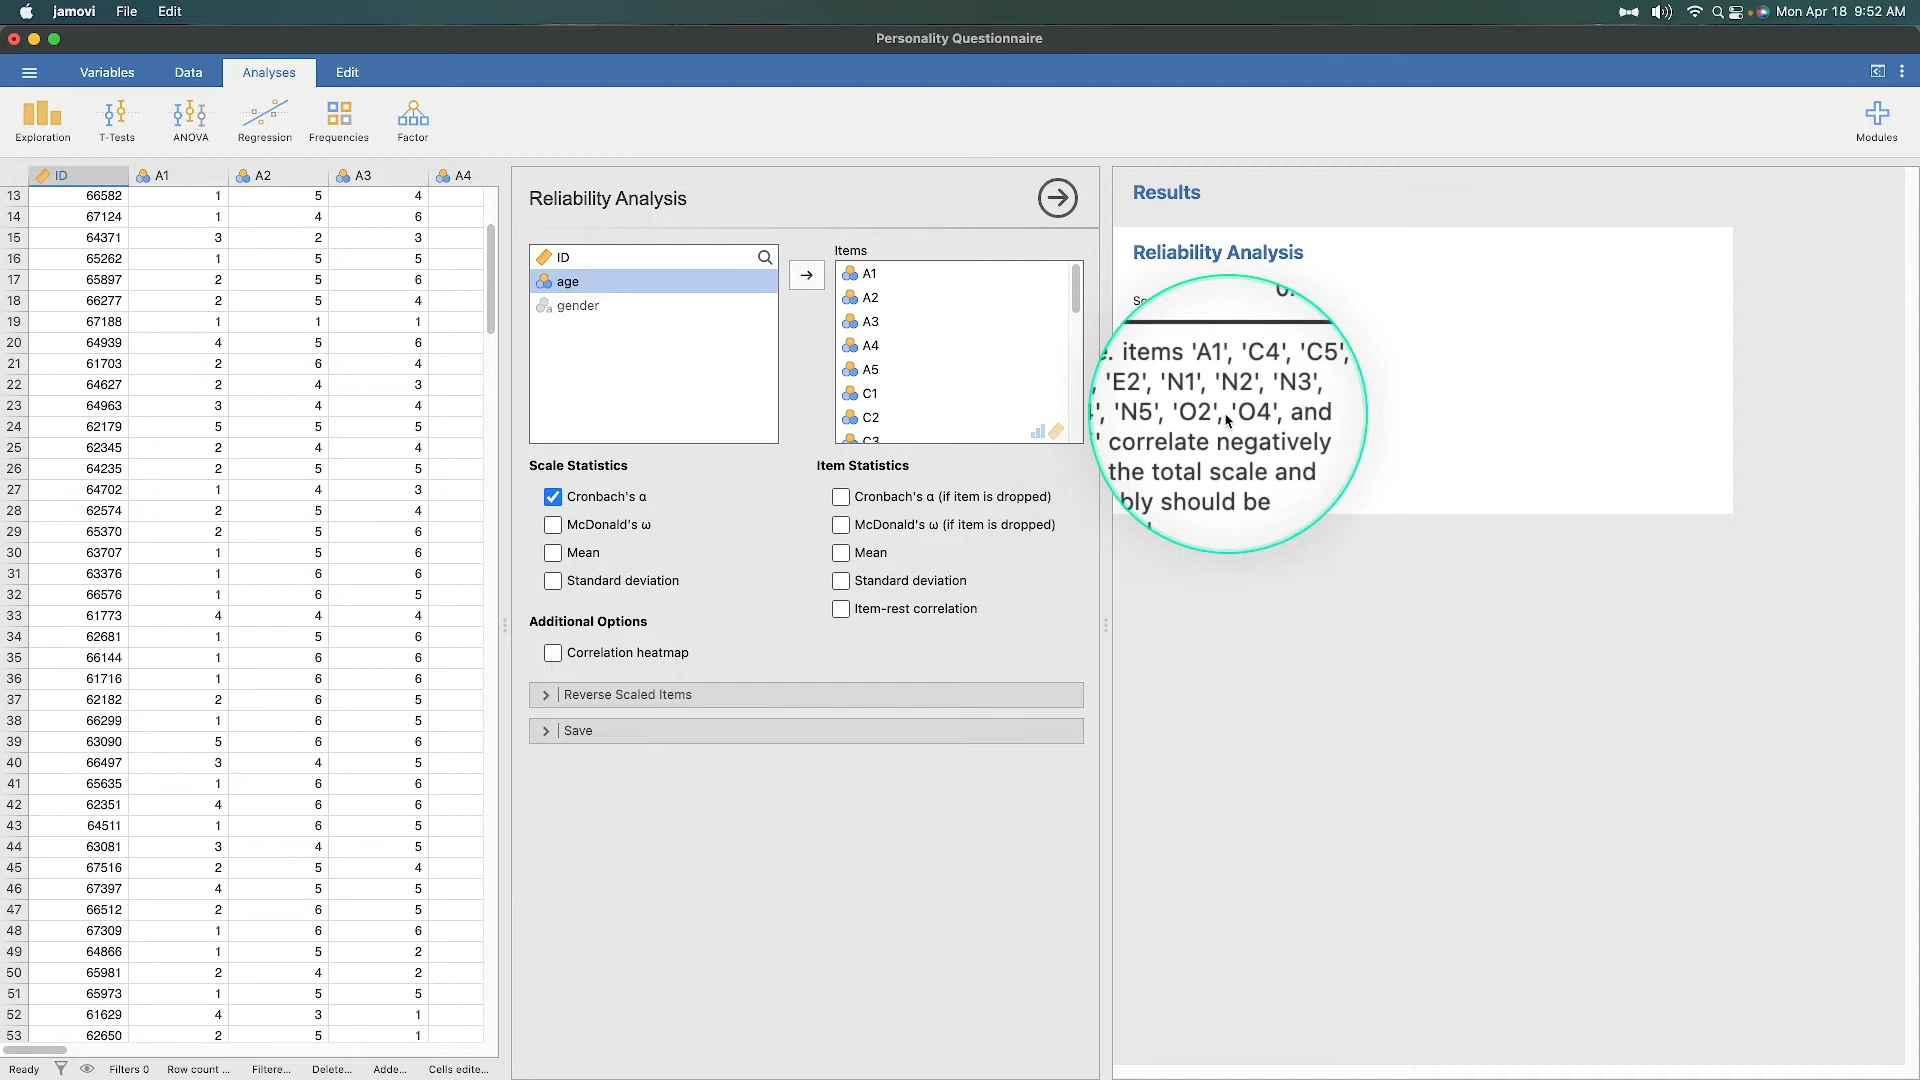 jamovi File Edit Mon Apr 18 9:52 AM
Personality Questionnaire
Variables Data Analyses Edit
Exploration T-Tests ANOVA Regression Frequencies Factor Modules
ID A1 A2 A3 A4
13 66582 1 5 4
14 67124 1 4 6
15 64371 3 2 3
16 65262 1 5 5
17 65897 2 5 6
18 66277 2 5 4
19 67188 1 1 1
20 64939 4 5 6
21 61703 2 6 4
22 64627 2 4 3
23 64963 3 4 4
24 62179 5 5 5
25 62345 2 4 4
26 64235 2 5 5
27 64702 1 4 3
28 62574 2 5 4
29 65370 2 5 6
30 63707 1 5 6
31 63376 1 6 6
32 66576 1 6 5
33 61773 4 4 4
34 62681 1 5 6
35 66144 1 6 6
36 61716 1 6 6
37 62182 2 6 5
38 66299 1 6 5
39 63090 5 6 6
40 66497 3 4 5
41 65635 1 6 6
42 62351 4 6 6
43 64511 1 6 5
44 63081 3 4 5
45 67516 2 5 4
46 67397 4 5 5
47 66512 2 6 5
48 67309 1 6 6
49 64866 1 5 2
50 65981 2 4 2
51 65973 1 5 5
52 61629 4 3 1
53 62650 2 5 1
Ready Filters 0 Row count ... Filtere... Delete... Adde... Cells edite...
Reliability Analysis
ID
age
gender
Items
A1
A2
A3
A4
A5
C1
C2
C3
Scale Statistics
Cronbach's α
McDonald's ω
Mean
Standard deviation
Additional Options
Correlation heatmap
Item Statistics
Cronbach's α (if item is dropped)
McDonald's ω (if item is dropped)
Mean
Standard deviation
Item-rest correlation
Reverse Scaled Items
Save
Results
Reliability Analysis
items 'A1', 'C4', 'C5',
'E2', 'N1', 'N2', 'N3',
'N5', 'O2', 'O4', and
correlate negatively
the total scale and
bly should be